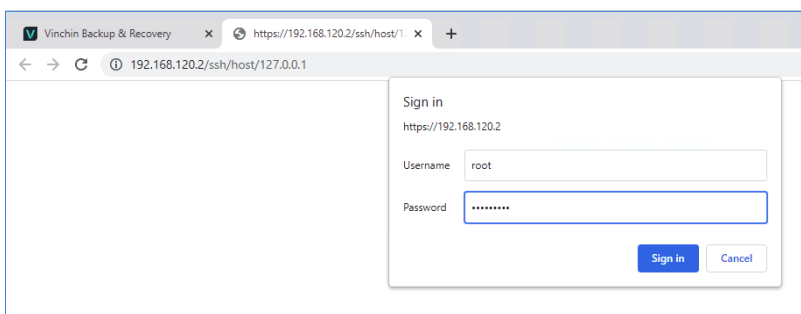 Vinchin Backup & Recovery
https://192.168.120.2/ssh/host/1
192.168.120.2/ssh/host/127.0.0.1
Sign in
https://192.168.120.2
Username root
Password •••••••••
Sign in Cancel